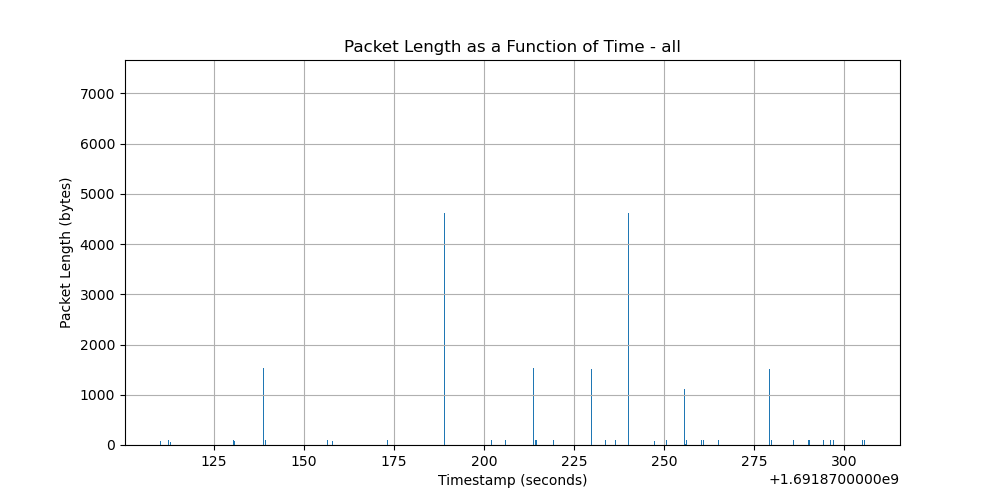 Packet Length as a Function of Time - all
7000
6000
5000
4000
3000
2000
1000
0
Packet Length (bytes)
125 150 175 200 225 250 275 300
+1.6918700000e9
Timestamp (seconds)